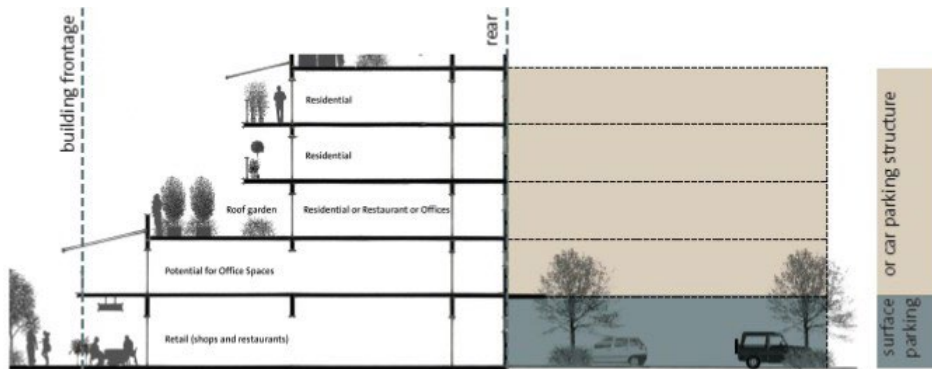 building frontage
rear
Residential
Residential
Roof garden
Residential or Restaurant or Offices
Potential for Office Spaces
Retail (shops and restaurants)
or car parking structure
surface
parking